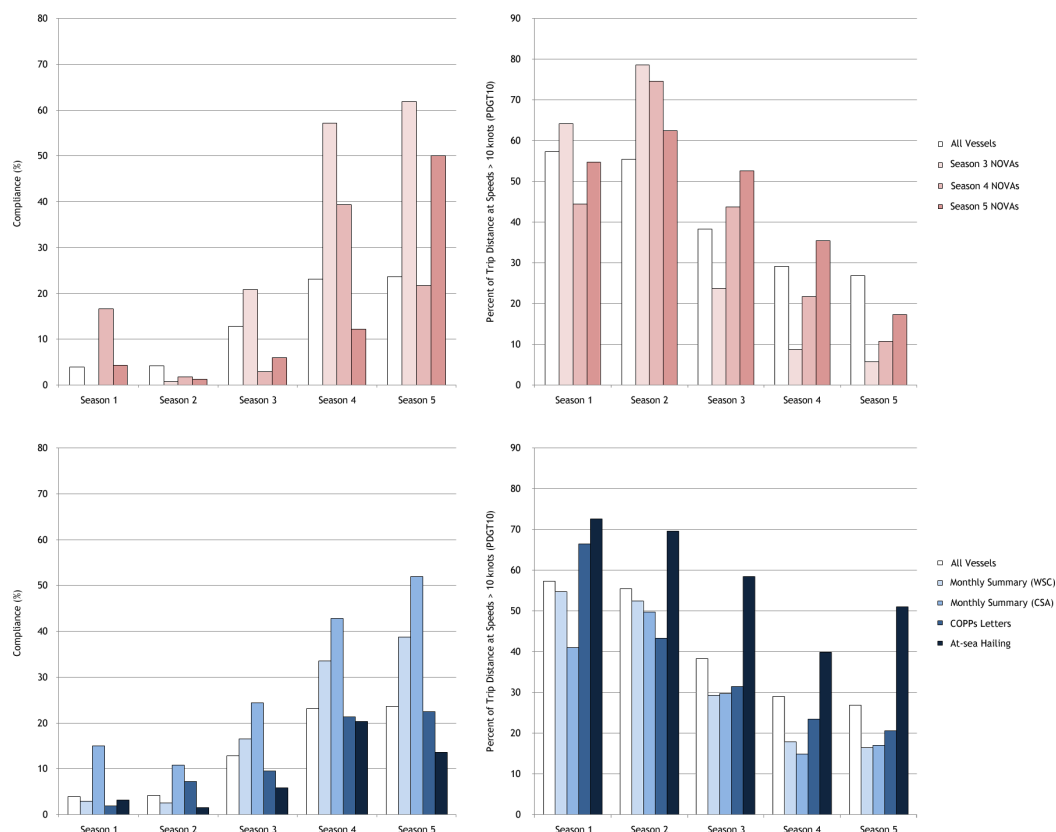 80
70
60
50
40
30
20
10
0
Compliance (%)
Season 1
Season 2
Season 3
Season 4
Season 5
90
80
70
60
50
40
30
20
10
0
Percent of Trip Distance at Speeds > 10 knots (PDGT10)
Season 1
Season 2
Season 3
Season 4
Season 5
All Vessels
Season 3 NOVAs
Season 4 NOVAs
Season 5 NOVAs
80
70
60
50
40
30
20
10
0
Compliance (%)
Season 1
Season 2
Season 3
Season 4
Season 5
90
80
70
60
50
40
30
20
10
0
Percent of Trip Distance at Speeds > 10 knots (PDGT10)
Season 1
Season 2
Season 3
Season 4
Season 5
All Vessels
Monthly Summary (WSC)
Monthly Summary (CSA)
COPPs Letters
At-sea Hailing